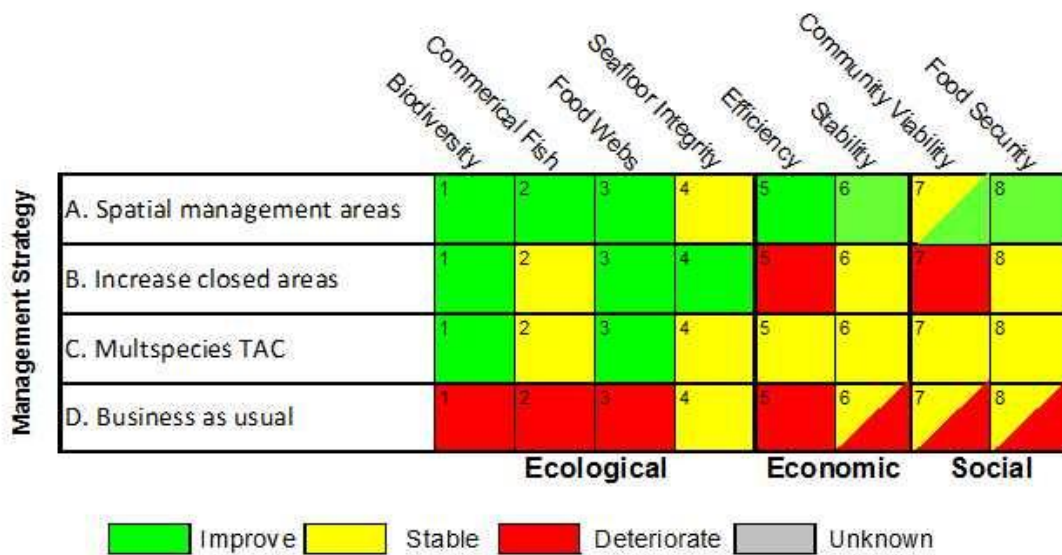 Biodiversity
Commerical Fish
Food Webs
Seafloor Integrity
Efficiency
Stability
Community Viability
Food Security
Management Strategy
A. Spatial management areas
1 2 3 4 5 6 7 8
B. Increase closed areas
1 2 3 4 5 6 7 8
C. Multspecies TAC
1 2 3 4 5 6 7 8
D. Business as usual
1 2 3 4 5 6 7 8
Ecological Economic Social
Improve Stable Deteriorate Unknown